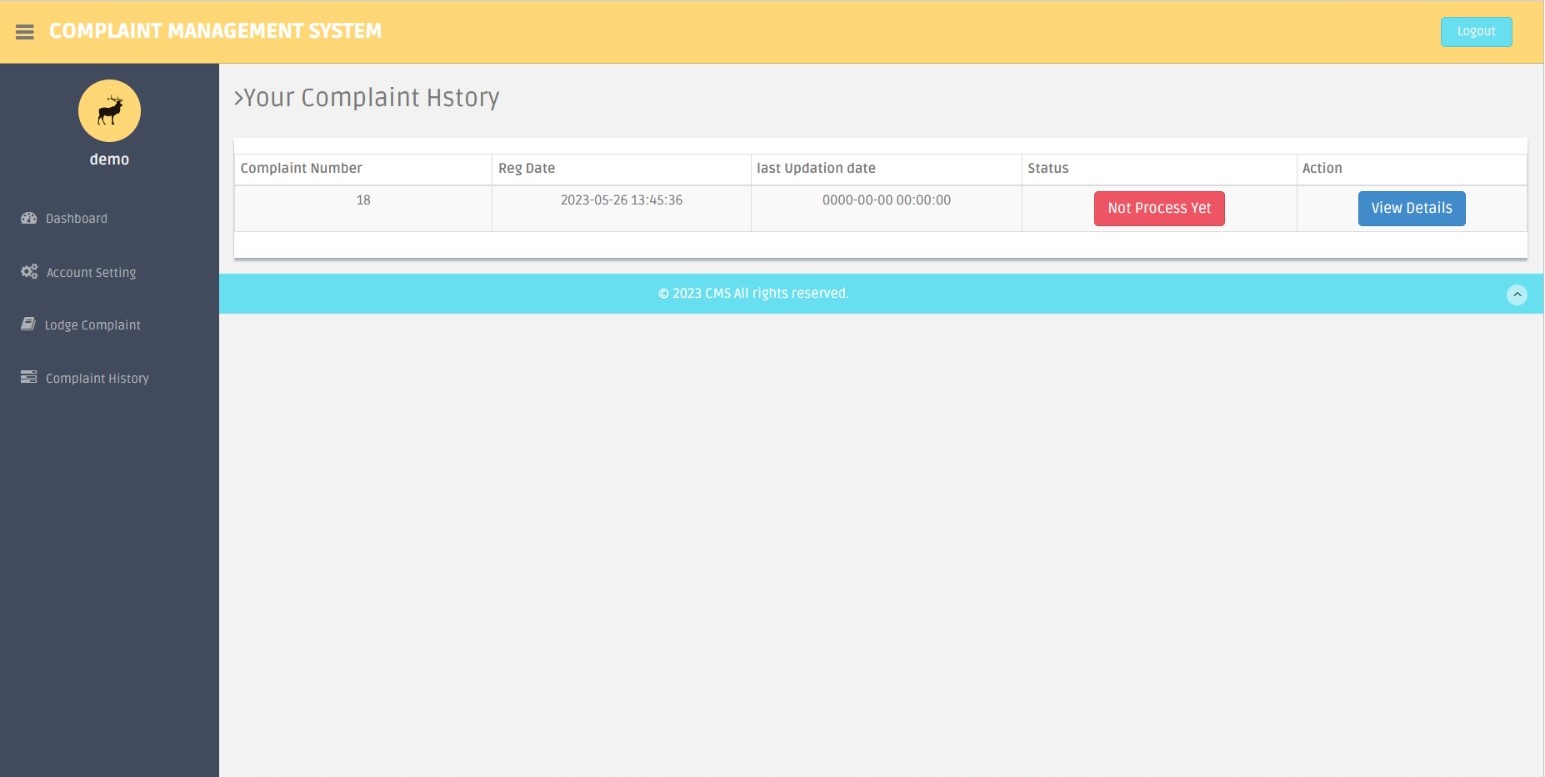 COMPLAINT MANAGEMENT SYSTEM
Logout
demo
Dashboard
Account Setting
Lodge Complaint
Complaint History
>Your Complaint Hstory
Complaint Number Reg Date last Updation date Status Action
18 2023-05-26 13:45:36 0000-00-00 00:00:00 Not Process Yet View Details
© 2023 CMS All rights reserved.